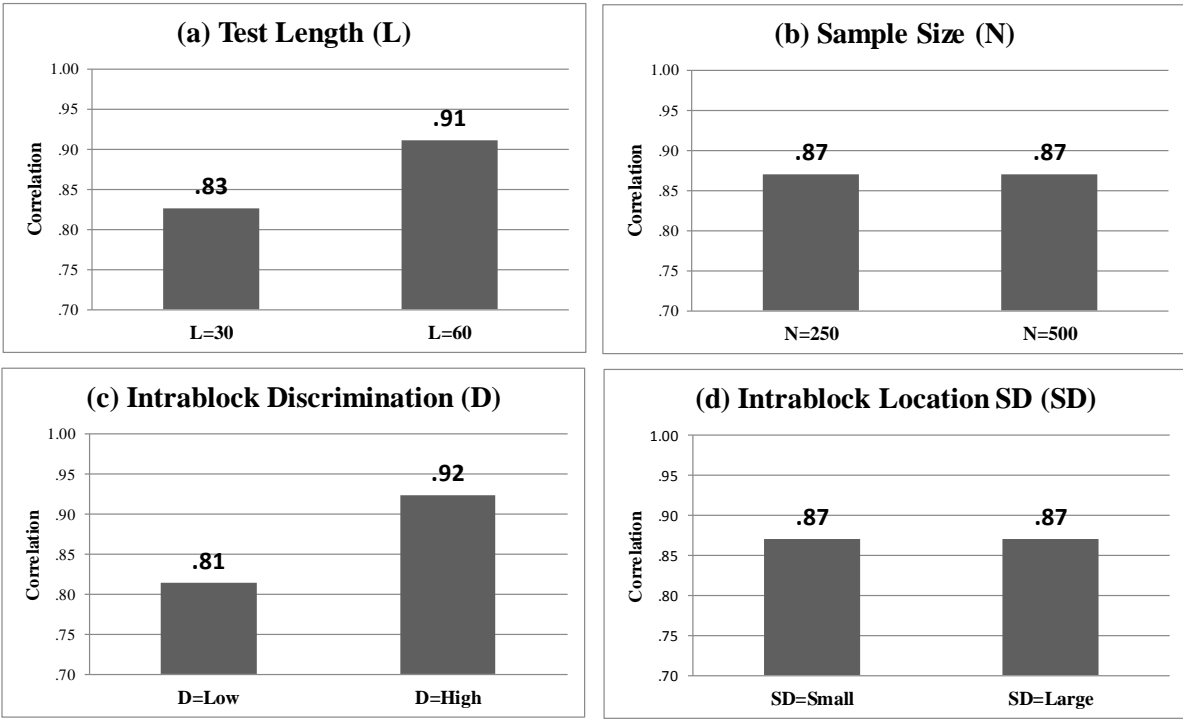 (a) Test Length (L)
Correlation
1.00
.95
.90
.85
.80
.75
.70
.83
.91
L=30
L=60
(b) Sample Size (N)
Correlation
1.00
.95
.90
.85
.80
.75
.70
.87
.87
N=250
N=500
(c) Intrablock Discrimination (D)
Correlation
1.00
.95
.90
.85
.80
.75
.70
.81
.92
D=Low
D=High
(d) Intrablock Location SD (SD)
Correlation
1.00
.95
.90
.85
.80
.75
.70
.87
.87
SD=Small
SD=Large